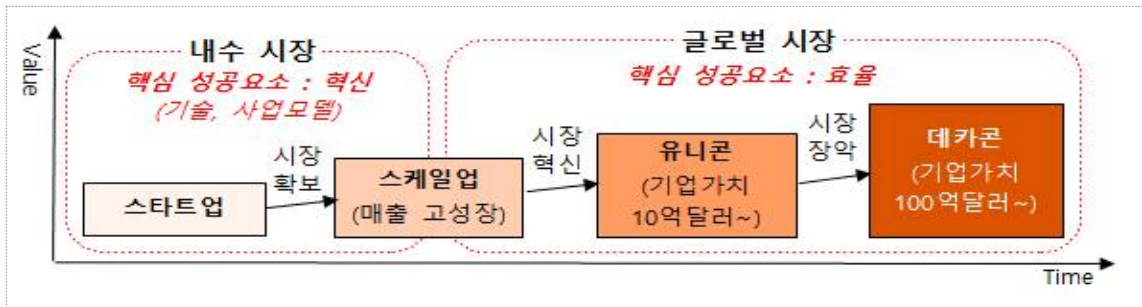 Value
내수 시장
핵심 성공요소 : 혁신
(기술, 사업모델)
글로벌 시장
핵심 성공요소 : 효율
스타트업
시장
확보
스케일업
(매출 고성장)
시장
혁신
유니콘
(기업가치
10억달러~)
시장
장악
데카콘
(기업가치
100억달러~)
Time